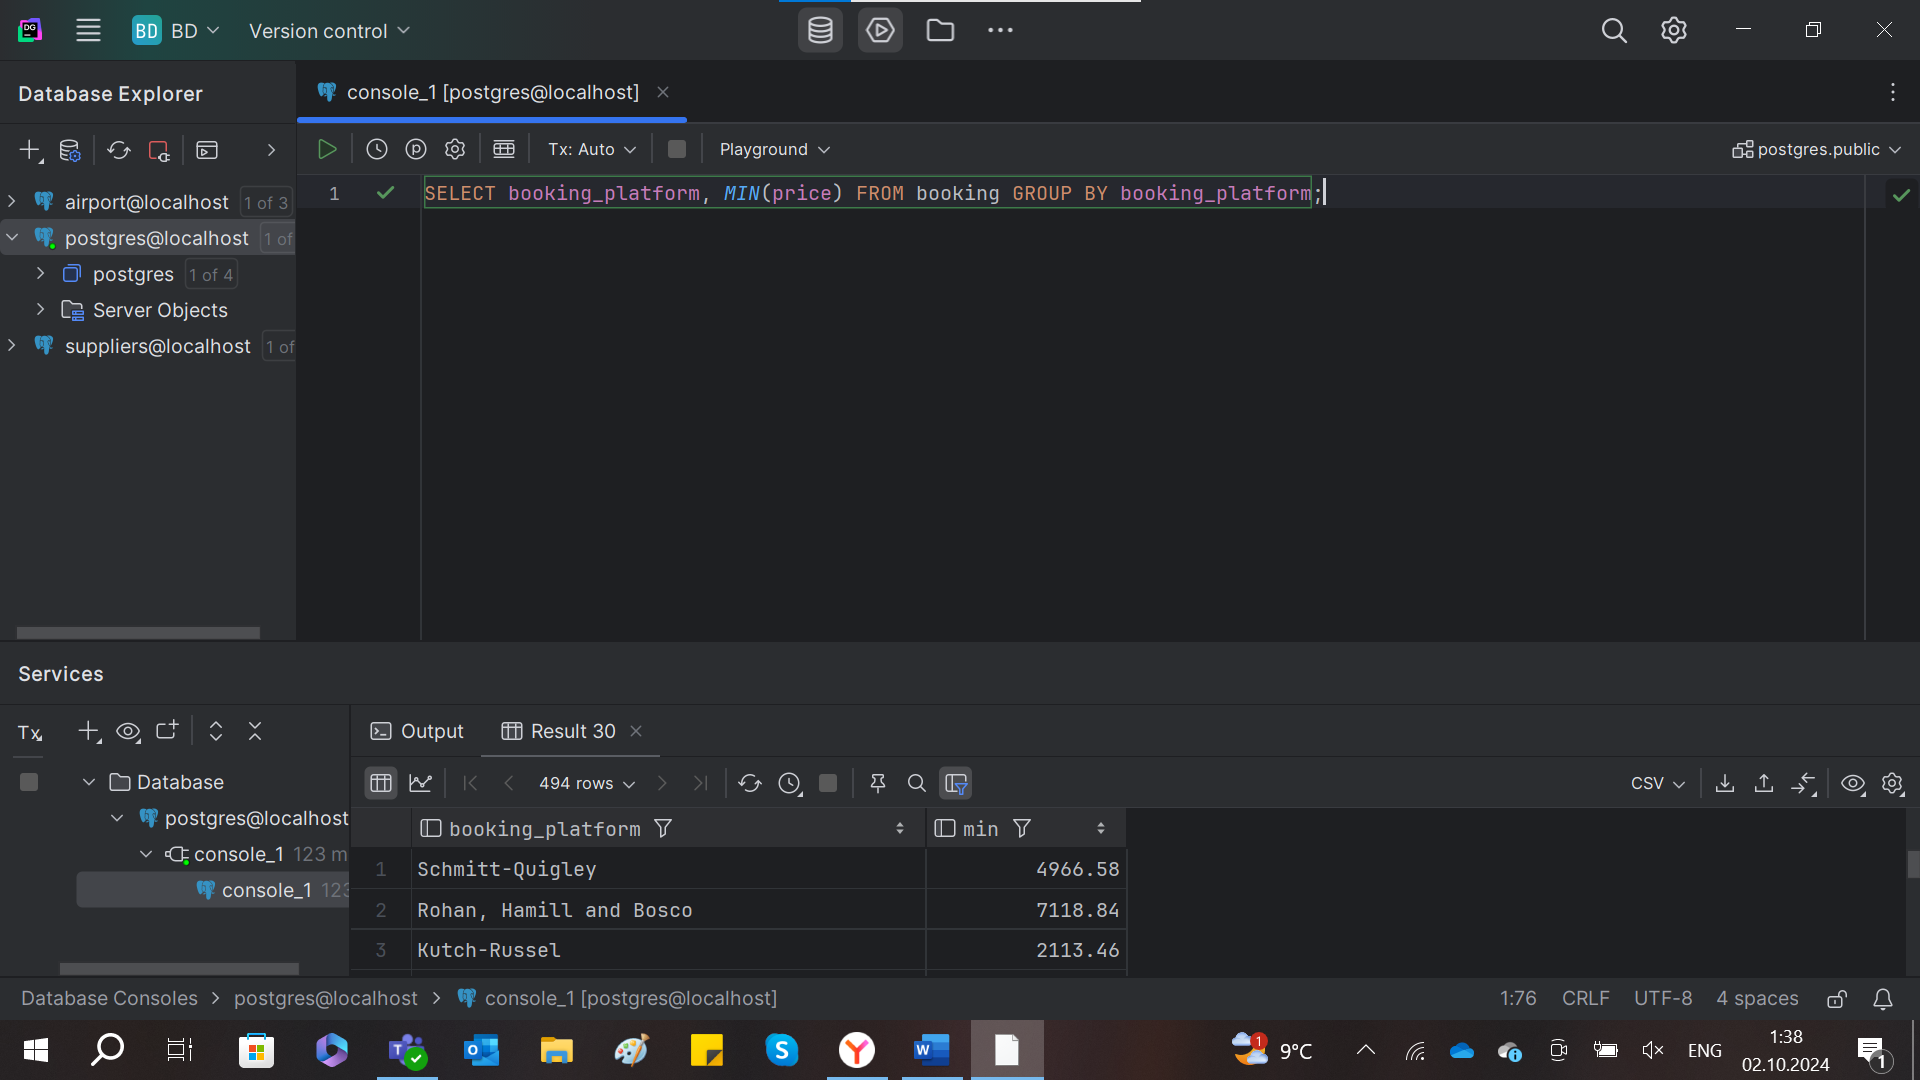 DG BD BD Version control
Database Explorer
console_1 [postgres@localhost]
Tx: Auto Playground postgres.public
airport@localhost 1 of 3
postgres@localhost 1 of
postgres 1 of 4
Server Objects
suppliers@localhost 1 of
1 SELECT booking_platform, MIN(price) FROM booking GROUP BY booking_platform;
Services
Tx
Output Result 30
494 rows CSV
Database
postgres@localhost
console_1 123 m
console_1 123
booking_platform min
1 Schmitt-Quigley 4966.58
2 Rohan, Hamill and Bosco 7118.84
3 Kutch-Russel 2113.46
Database Consoles postgres@localhost console_1 [postgres@localhost] 1:76 CRLF UTF-8 4 spaces
1 9°C ENG 1:38
02.10.2024 1